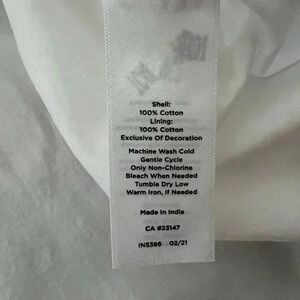 Shell:
100% Cotton
Lining:
100% Cotton
Exclusive Of Decoration
Machine Wash Cold
Gentle Cycle
Only Non-Chlorine
Bleach When Needed
Tumble Dry Low
Warm Iron, If Needed
Made In India
CA #23147
IN5386 02/21